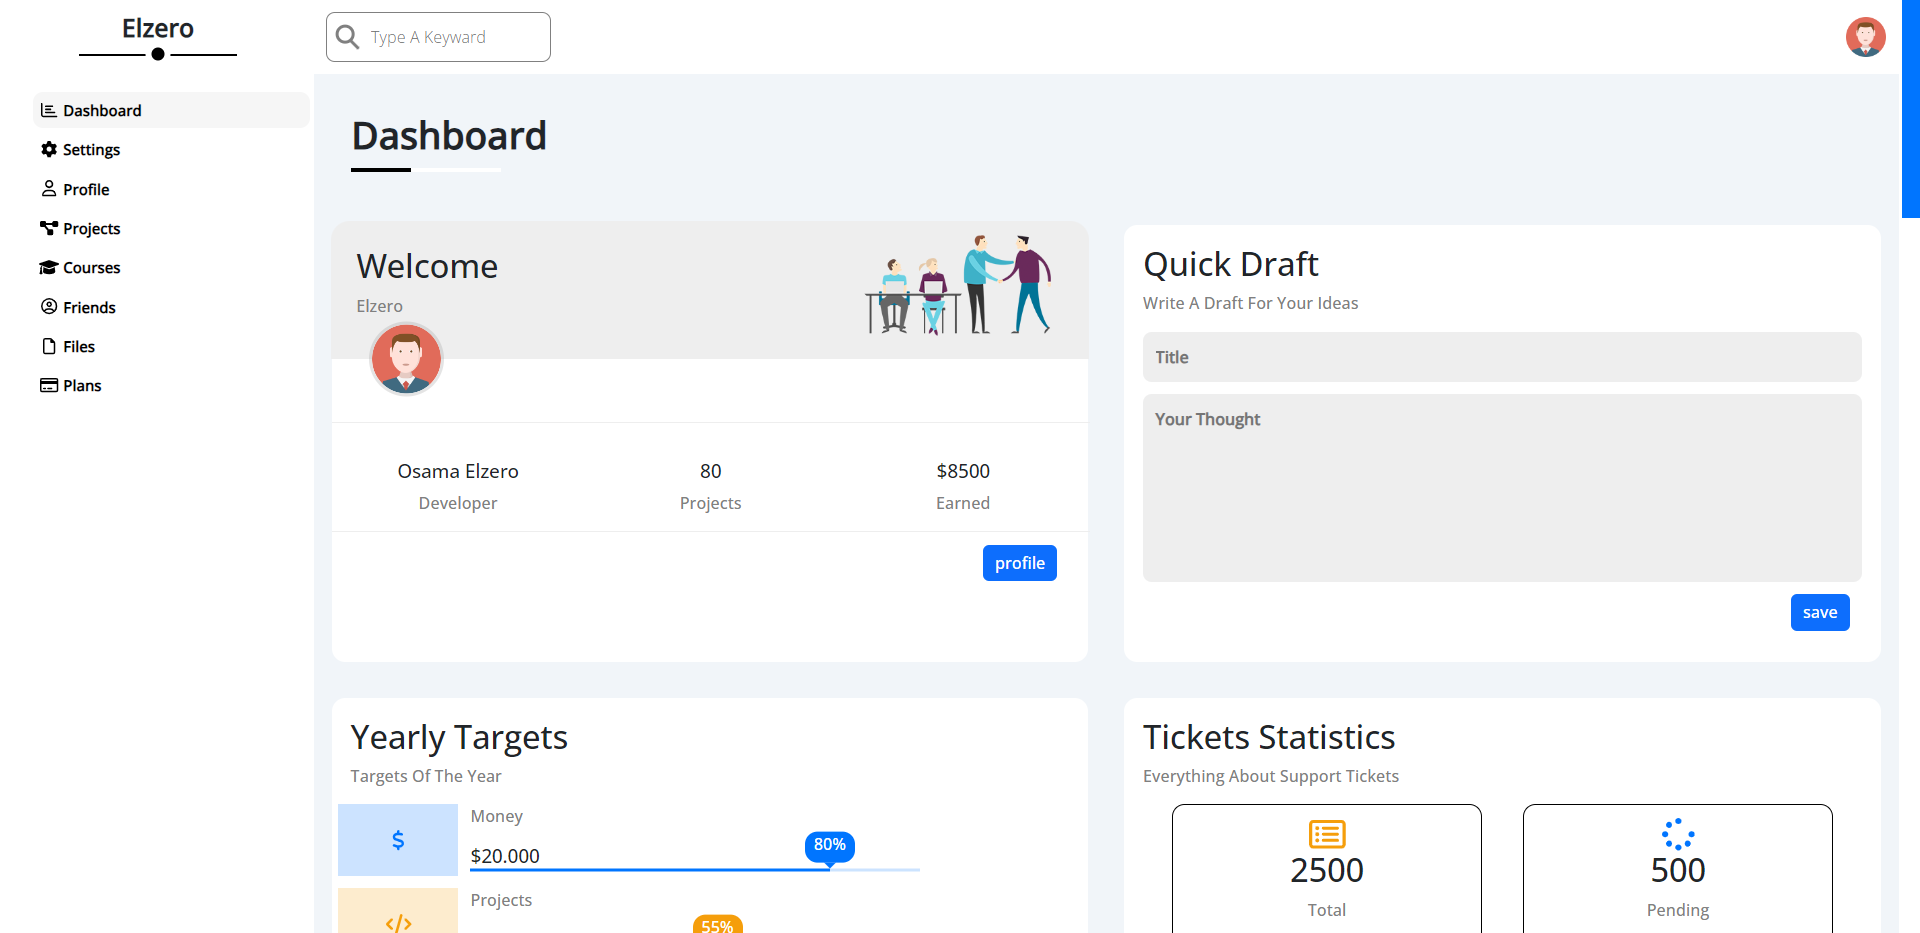 Elzero
Type A Keyward
Dashboard
Settings
Profile
Projects
Courses
Friends
Files
Plans
Dashboard
Welcome
Elzero
Osama Elzero
Developer
80
Projects
$8500
Earned
profile
Quick Draft
Write A Draft For Your Ideas
Title
Your Thought
save
Yearly Targets
Targets Of The Year
Money
$20.000
80%
Projects
55%
Tickets Statistics
Everything About Support Tickets
2500
Total
500
Pending